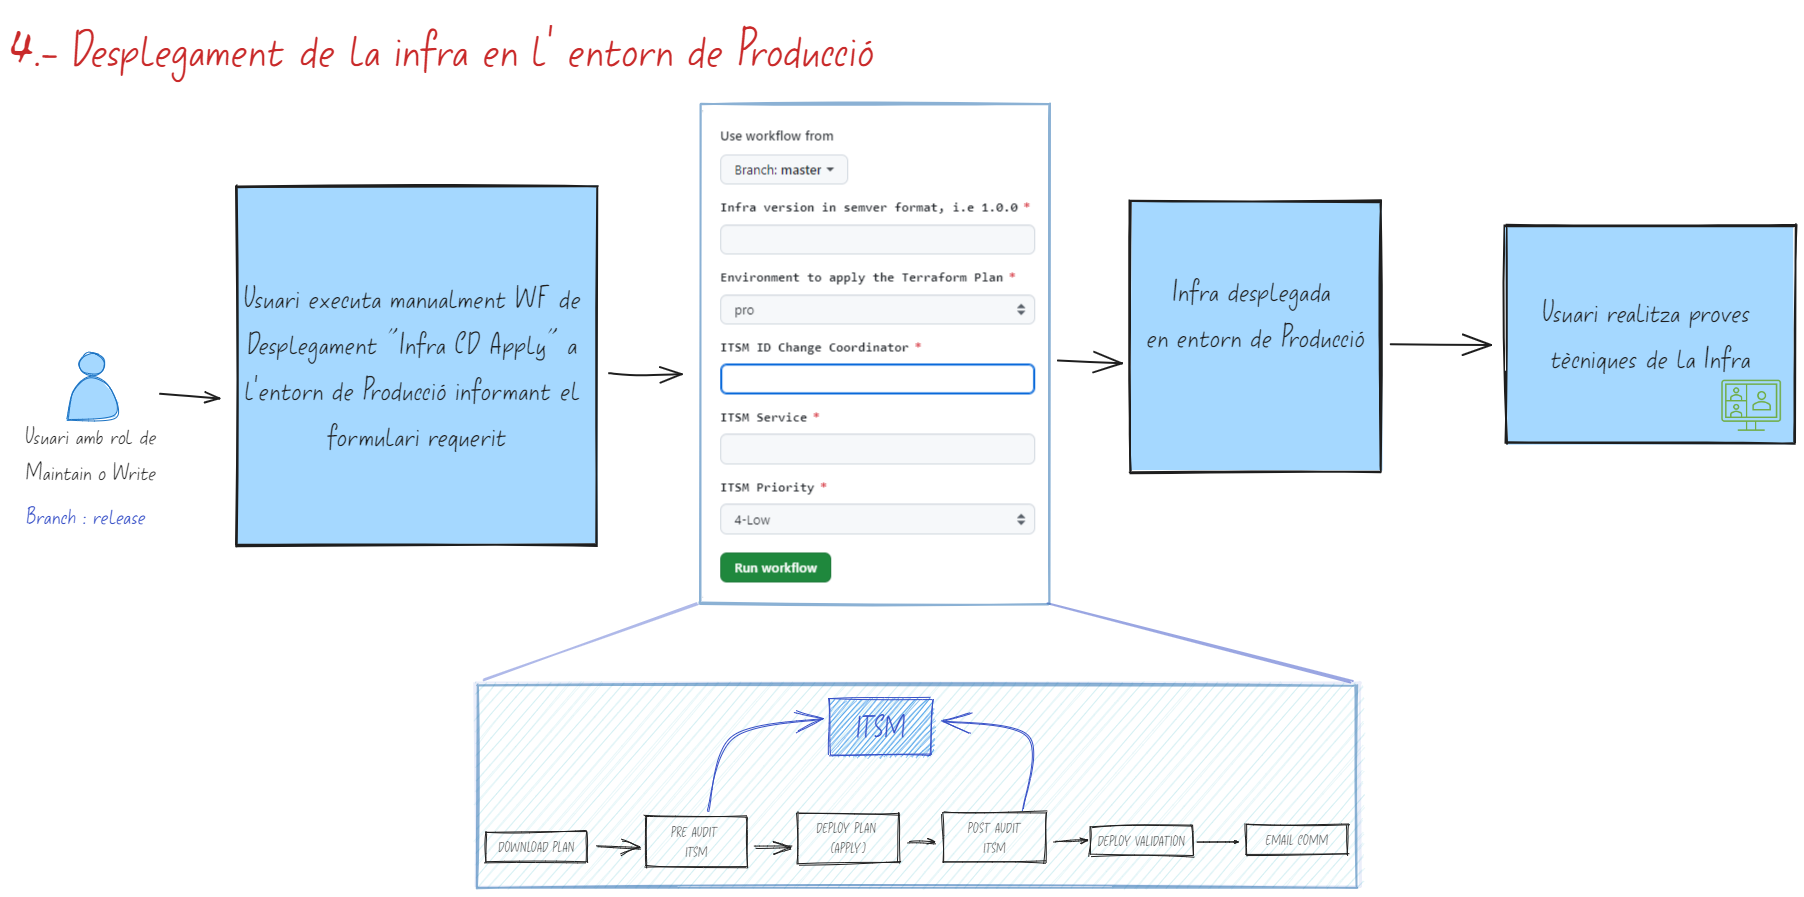 4.- Desplegament de la infra en l' entorn de Producció
Usuari amb rol de
Maintain o Write
Branch : release
Usuari executa manualment WF de
Desplegament "Infra CD Apply" a
l'entorn de Producció informant el
formulari requerit
Use workflow from
Branch: master
Infra version in semver format, i.e 1.0.0 *
Environment to apply the Terraform Plan *
pro
ITSM ID Change Coordinator *
ITSM Service *
ITSM Priority *
4-Low
Run workflow
Infra desplegada
en entorn de Producció
Usuari realitza proves
tècniques de la Infra
ITSM
DOWNLOAD PLAN
PRE AUDIT
ITSM
DEPLOY PLAN
(APPLY)
POST AUDIT
ITSM
DEPLOY VALIDATION
EMAIL COMM